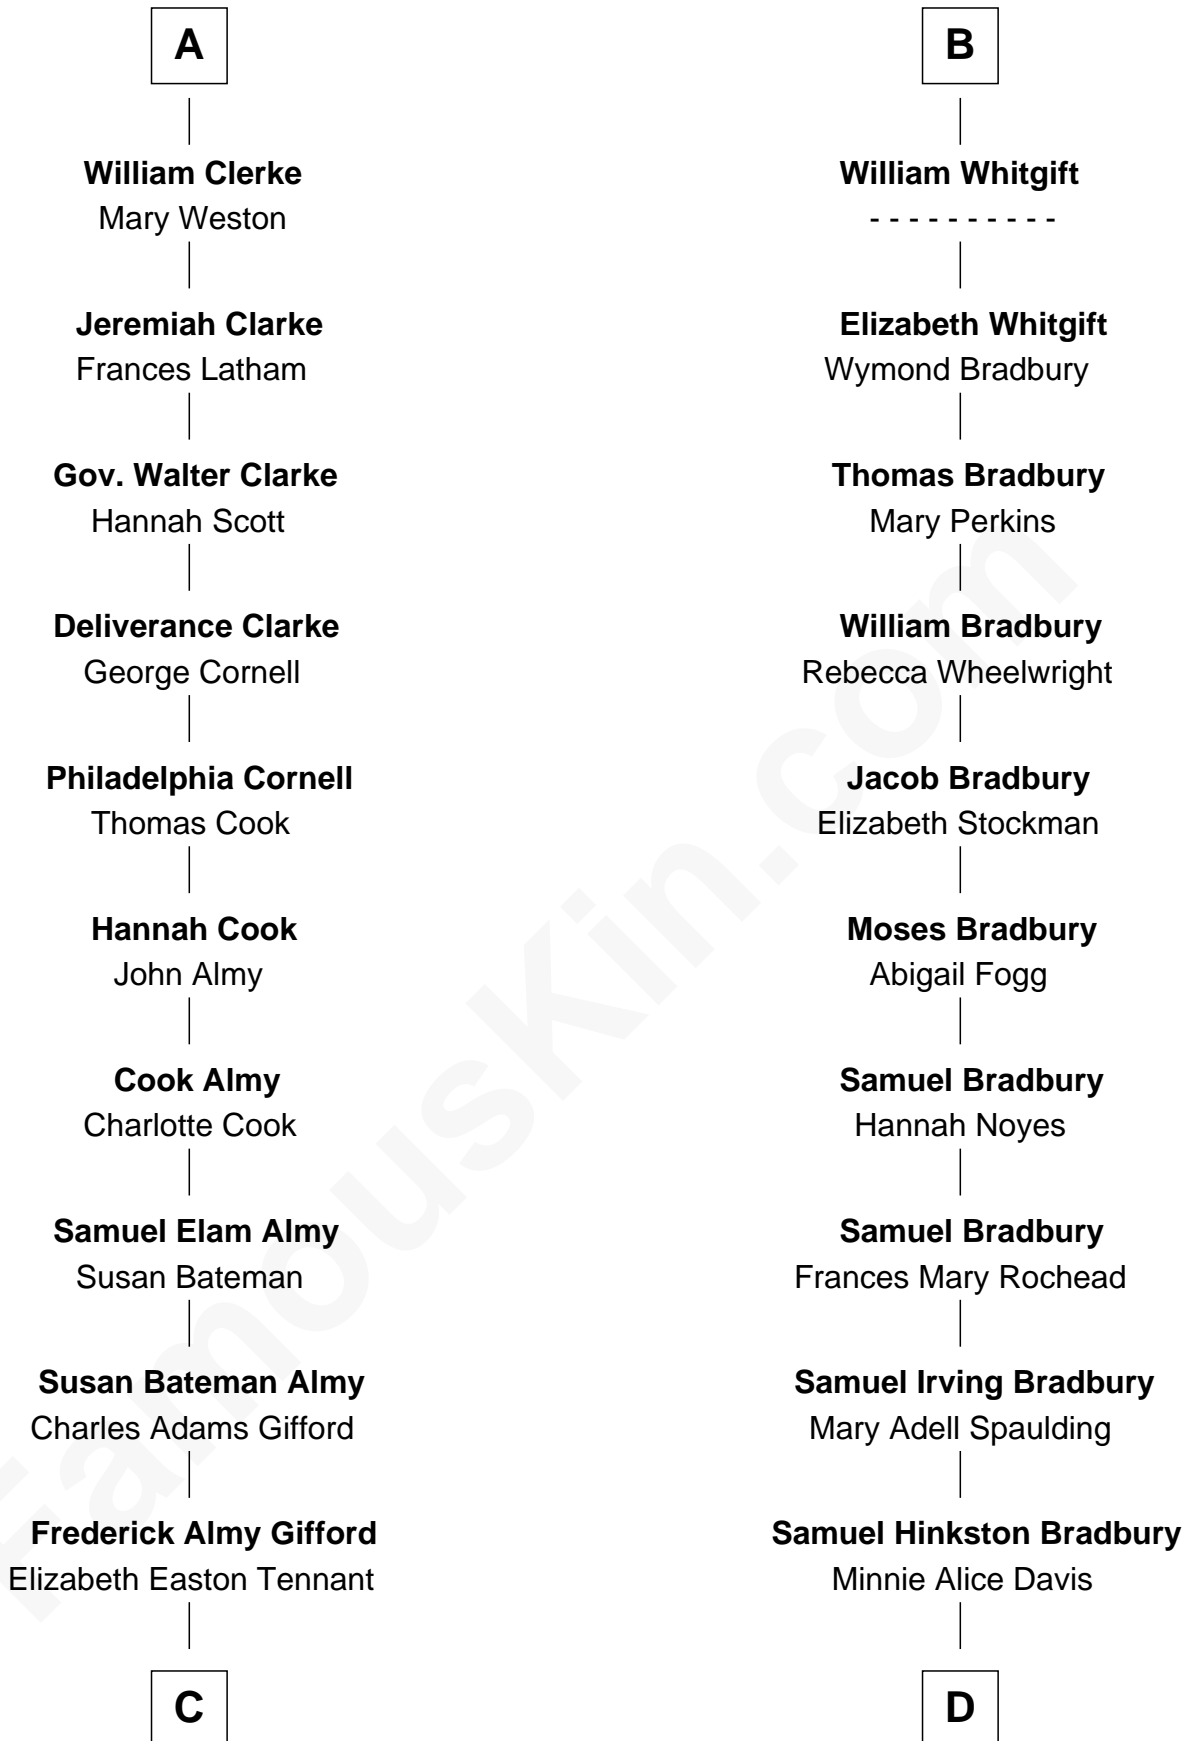 A
William Clerke
Mary Weston
Jeremiah Clarke
Frances Latham
Gov. Walter Clarke
Hannah Scott
Deliverance Clarke
George Cornell
Philadelphia Cornell
Thomas Cook
Hannah Cook
John Almy
Cook Almy
Charlotte Cook
Samuel Elam Almy
Susan Bateman
Susan Bateman Almy
Charles Adams Gifford
Frederick Almy Gifford
Elizabeth Easton Tennant
C
B
William Whitgift
- - - - - - - - - -
Elizabeth Whitgift
Wymond Bradbury
Thomas Bradbury
Mary Perkins
William Bradbury
Rebecca Wheelwright
Jacob Bradbury
Elizabeth Stockman
Moses Bradbury
Abigail Fogg
Samuel Bradbury
Hannah Noyes
Samuel Bradbury
Frances Mary Rochead
Samuel Irving Bradbury
Mary Adell Spaulding
Samuel Hinkston Bradbury
Minnie Alice Davis
D
FamousKin.com